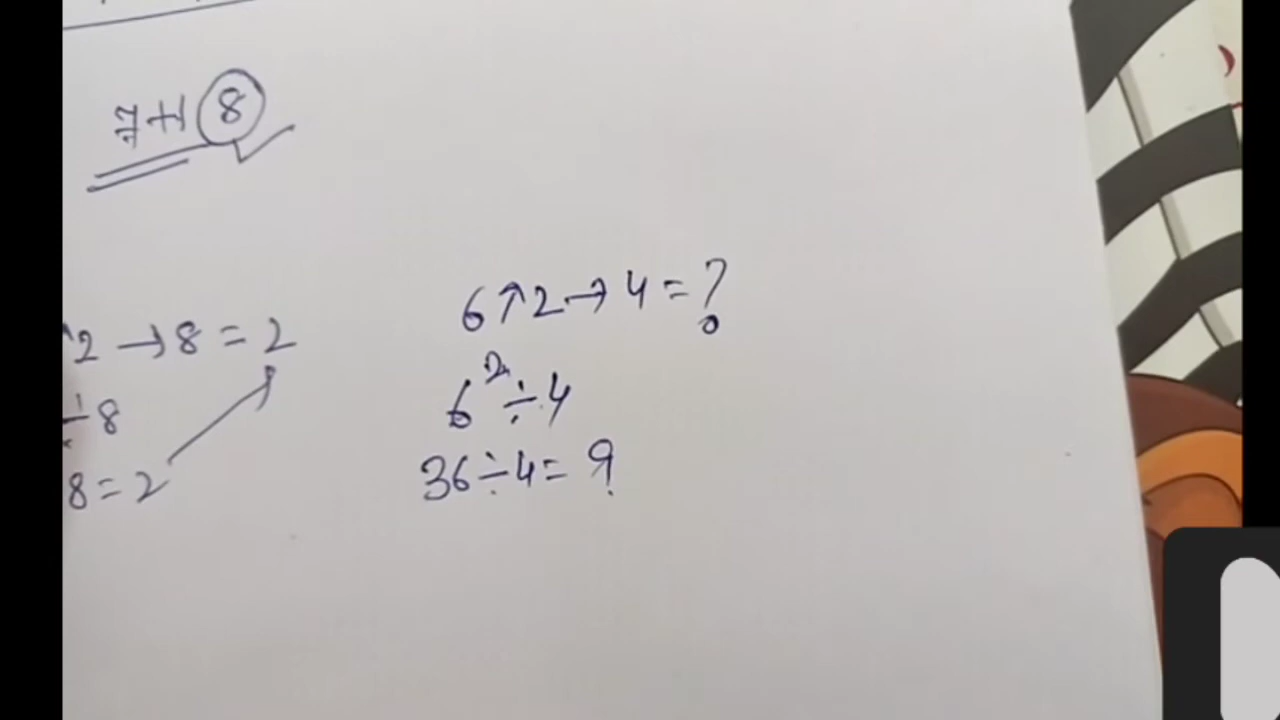 7+1 8
↑2 → 8 = 2
÷8
8 = 2
6↑2 → 4 = ?
6² ÷ 4
36 ÷ 4 = 9